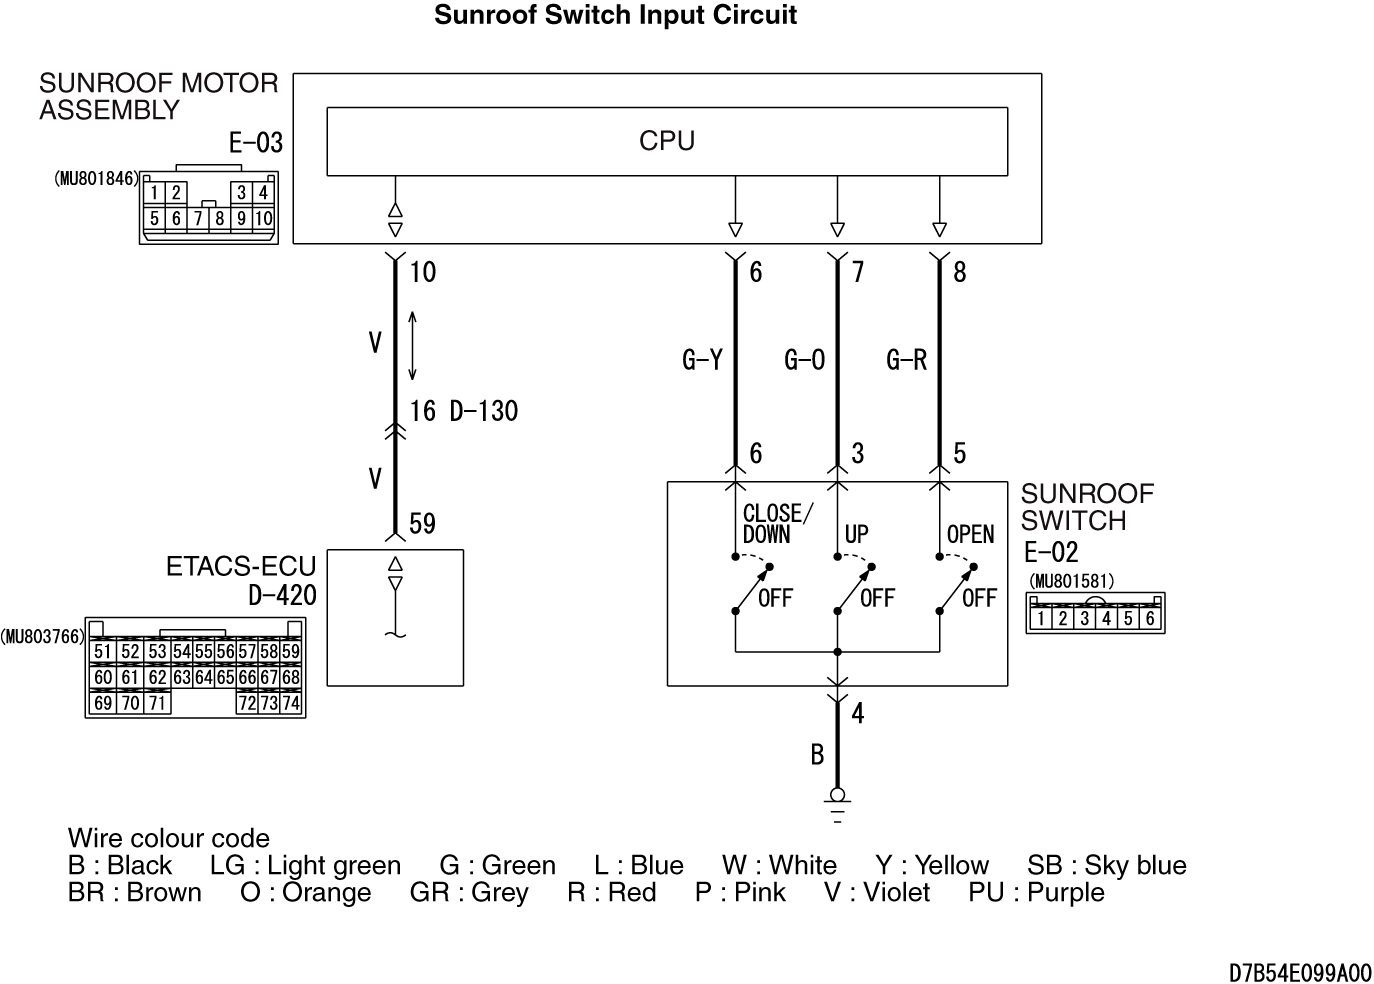 Sunroof Switch Input Circuit
SUNROOF MOTOR
ASSEMBLY
E-03
(MU801846)
1 2 3 4
5 6 7 8 9 10
CPU
10 6 7 8
V G-Y G-O G-R
16 D-130
V
6 3 5
59
ETACS-ECU
D-420
(MU803766)
51 52 53 54 55 56 57 58 59
60 61 62 63 64 65 66 67 68
69 70 71 72 73 74
CLOSE/
DOWN UP OPEN
OFF OFF OFF
SUNROOF
SWITCH
E-02
(MU801581)
1 2 3 4 5 6
4
B
Wire colour code
B : Black LG : Light green G : Green L : Blue W : White Y : Yellow SB : Sky blue
BR : Brown O : Orange GR : Grey R : Red P : Pink V : Violet PU : Purple
D7B54E099A00